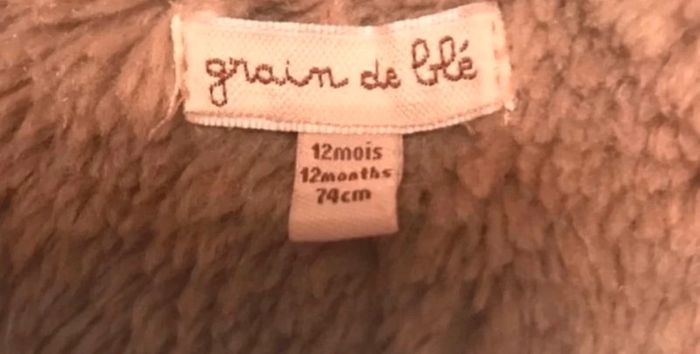 grain de blé
12mois
12months
74cm